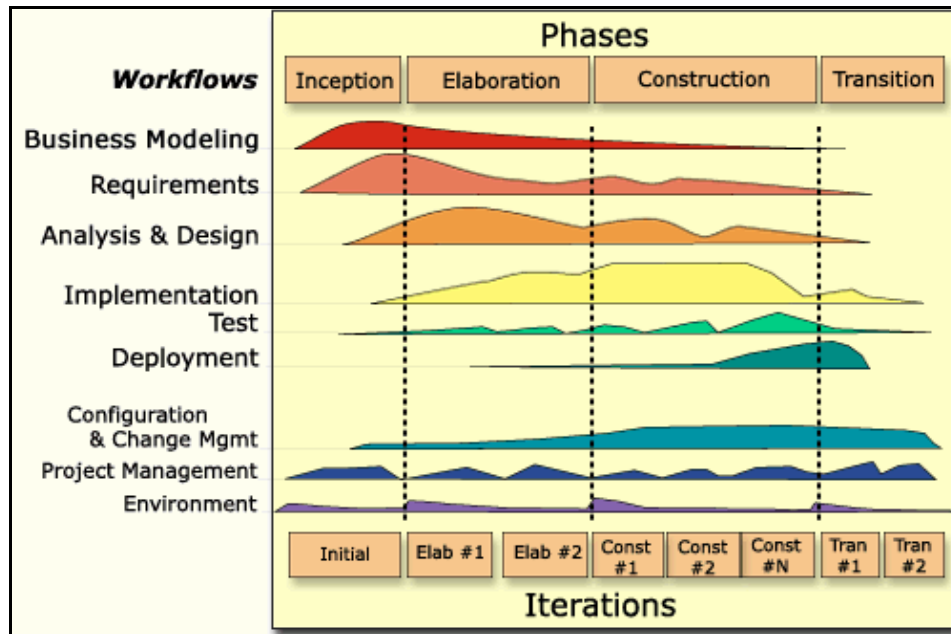 Phases
Workflows
Inception
Elaboration
Construction
Transition
Business Modeling
Requirements
Analysis & Design
Implementation
Test
Deployment
Configuration
& Change Mgmt
Project Management
Environment
Initial
Elab #1
Elab #2
Const
#1
Const
#2
Const
#N
Tran
#1
Tran
#2
Iterations